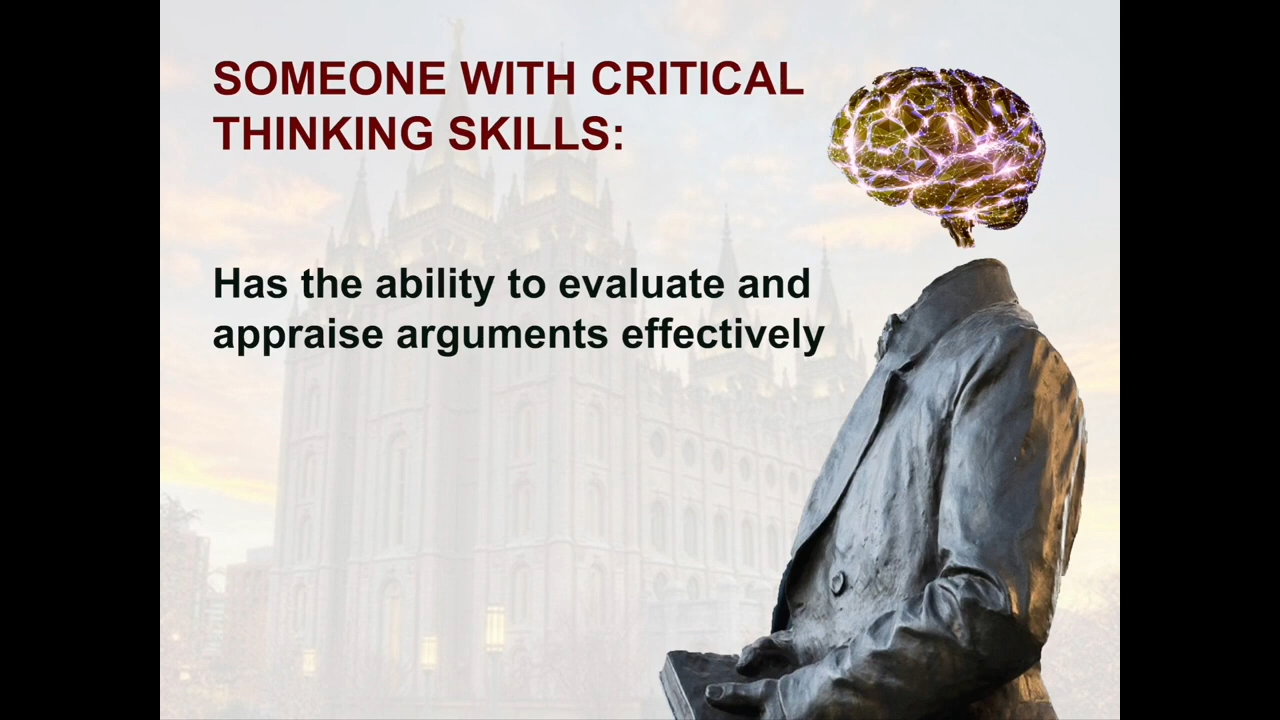 SOMEONE WITH CRITICAL
THINKING SKILLS:
Has the ability to evaluate and
appraise arguments effectively